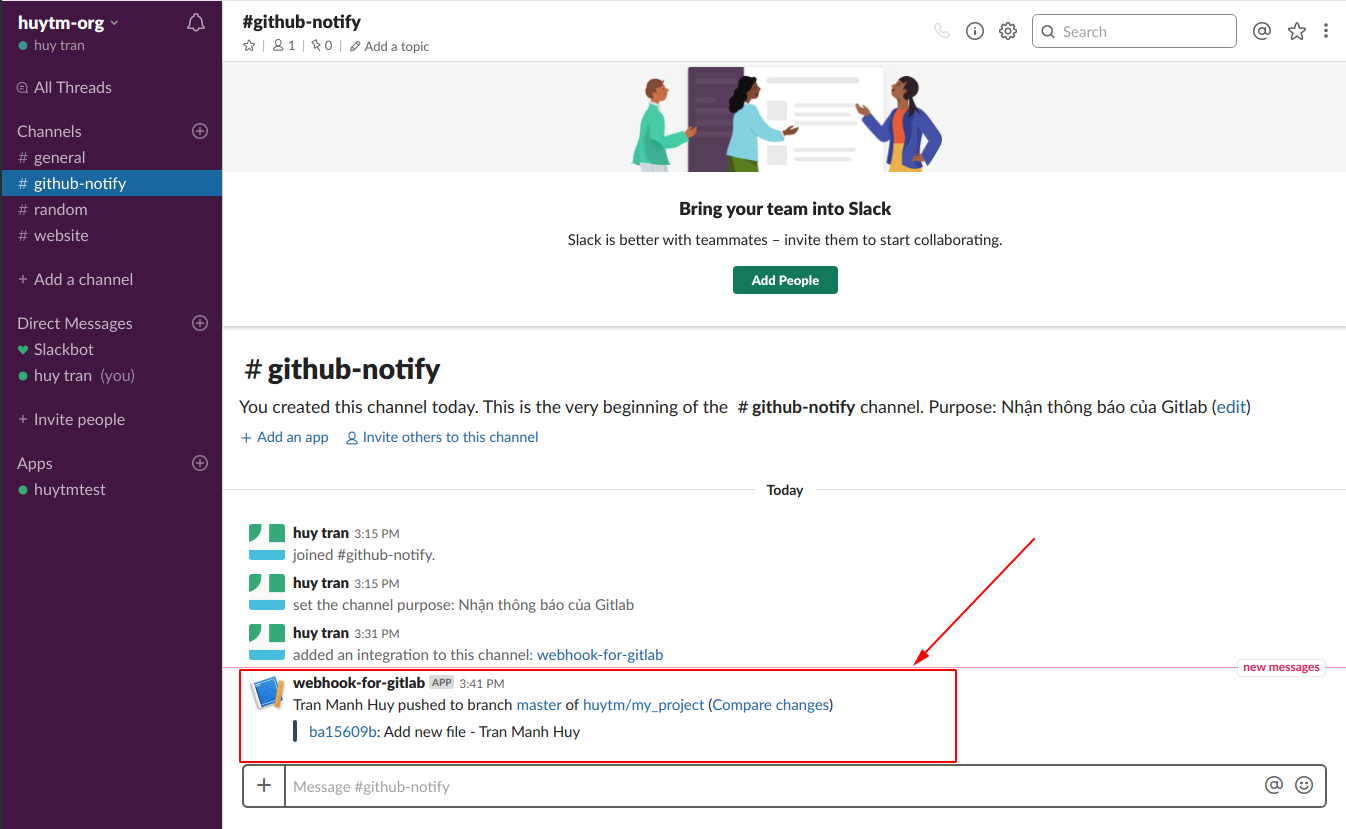 huytm-org
huy tran
All Threads
Channels
# general
# github-notify
# random
# website
+ Add a channel
Direct Messages
Slackbot
huy tran (you)
+ Invite people
Apps
huytmtest
#github-notify
1 | 0 | Add a topic
Search
Bring your team into Slack
Slack is better with teammates – invite them to start collaborating.
Add People
# github-notify
You created this channel today. This is the very beginning of the # github-notify channel. Purpose: Nhận thông báo của Gitlab (edit)
+ Add an app Invite others to this channel
Today
huy tran 3:15 PM
joined #github-notify.
huy tran 3:15 PM
set the channel purpose: Nhận thông báo của Gitlab
huy tran 3:31 PM
added an integration to this channel: webhook-for-gitlab
new messages
webhook-for-gitlab APP 3:41 PM
Tran Manh Huy pushed to branch master of huytm/my_project (Compare changes)
ba15609b: Add new file - Tran Manh Huy
+ Message #github-notify @